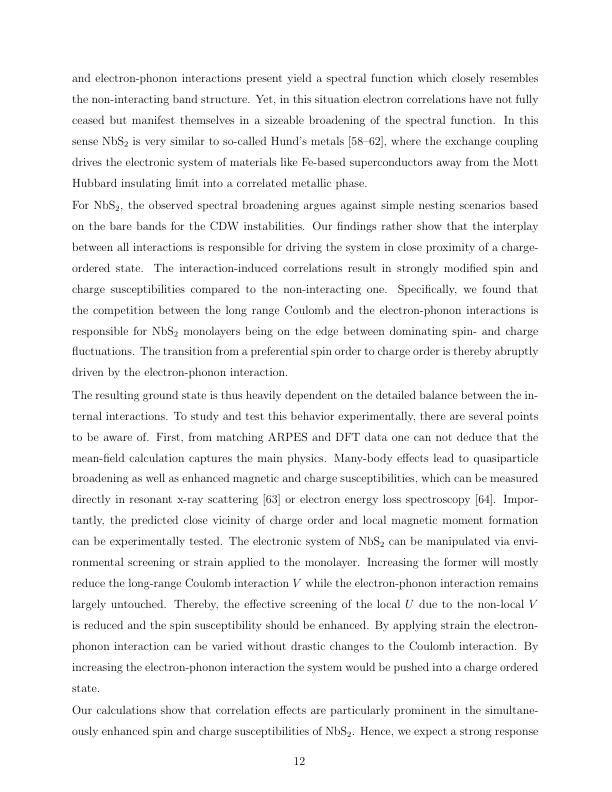 and electron-phonon interactions present yield a spectral function which closely resembles
the non-interacting band structure. Yet, in this situation electron correlations have not fully
ceased but manifest themselves in a sizeable broadening of the spectral function. In this
sense NbS₂ is very similar to so-called Hund's metals [58–62], where the exchange coupling
drives the electronic system of materials like Fe-based superconductors away from the Mott
Hubbard insulating limit into a correlated metallic phase.
For NbS₂, the observed spectral broadening argues against simple nesting scenarios based
on the bare bands for the CDW instabilities. Our findings rather show that the interplay
between all interactions is responsible for driving the system in close proximity of a charge-
ordered state. The interaction-induced correlations result in strongly modified spin and
charge susceptibilities compared to the non-interacting one. Specifically, we found that
the competition between the long range Coulomb and the electron-phonon interactions is
responsible for NbS₂ monolayers being on the edge between dominating spin- and charge
fluctuations. The transition from a preferential spin order to charge order is thereby abruptly
driven by the electron-phonon interaction.
The resulting ground state is thus heavily dependent on the detailed balance between the in-
ternal interactions. To study and test this behavior experimentally, there are several points
to be aware of. First, from matching ARPES and DFT data one can not deduce that the
mean-field calculation captures the main physics. Many-body effects lead to quasiparticle
broadening as well as enhanced magnetic and charge susceptibilities, which can be measured
directly in resonant x-ray scattering [63] or electron energy loss spectroscopy [64]. Impor-
tantly, the predicted close vicinity of charge order and local magnetic moment formation
can be experimentally tested. The electronic system of NbS₂ can be manipulated via envi-
ronmental screening or strain applied to the monolayer. Increasing the former will mostly
reduce the long-range Coulomb interaction V while the electron-phonon interaction remains
largely untouched. Thereby, the effective screening of the local U due to the non-local V
is reduced and the spin susceptibility should be enhanced. By applying strain the electron-
phonon interaction can be varied without drastic changes to the Coulomb interaction. By
increasing the electron-phonon interaction the system would be pushed into a charge ordered
state.
Our calculations show that correlation effects are particularly prominent in the simultane-
ously enhanced spin and charge susceptibilities of NbS₂. Hence, we expect a strong response
12